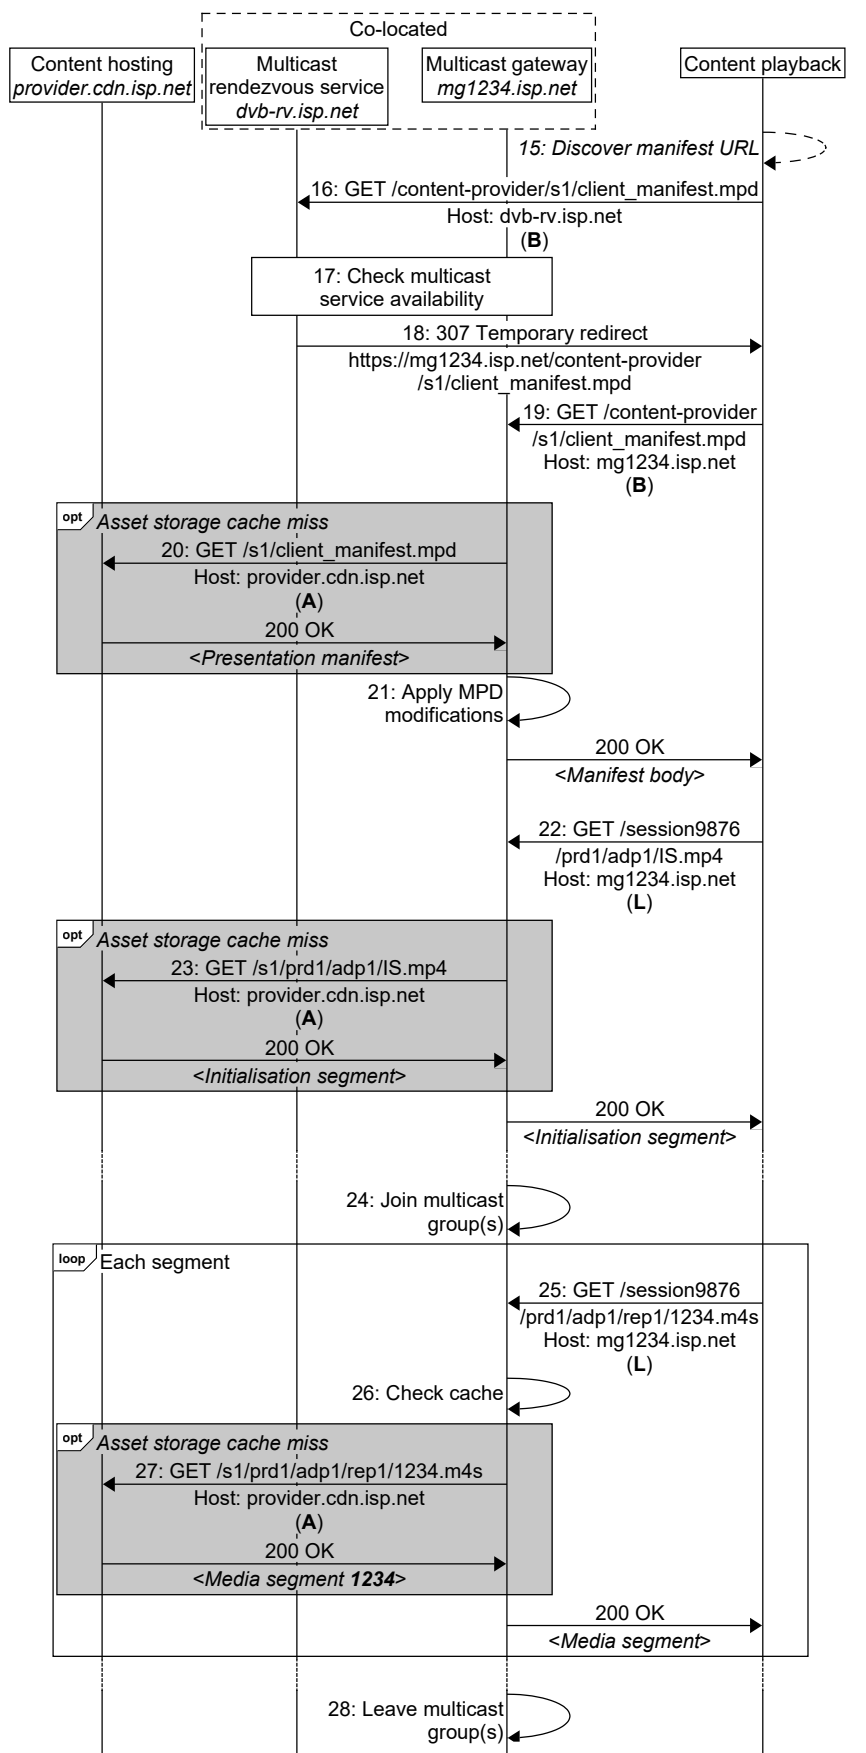 Co-located
Content hosting
provider.cdn.isp.net
Multicast
rendezvous service
dvb-rv.isp.net
Multicast gateway
mg1234.isp.net
Content playback
15: Discover manifest URL
16: GET /content-provider/s1/client_manifest.mpd
Host: dvb-rv.isp.net
(B)
17: Check multicast
service availability
18: 307 Temporary redirect
https://mg1234.isp.net/content-provider
/s1/client_manifest.mpd
19: GET /content-provider
/s1/client_manifest.mpd
Host: mg1234.isp.net
(B)
opt
Asset storage cache miss
20: GET /s1/client_manifest.mpd
Host: provider.cdn.isp.net
(A)
200 OK
<Presentation manifest>
21: Apply MPD
modifications
200 OK
<Manifest body>
22: GET /session9876
/prd1/adp1/IS.mp4
Host: mg1234.isp.net
(L)
opt
Asset storage cache miss
23: GET /s1/prd1/adp1/IS.mp4
Host: provider.cdn.isp.net
(A)
200 OK
<Initialisation segment>
200 OK
<Initialisation segment>
24: Join multicast
group(s)
loop
Each segment
25: GET /session9876
/prd1/adp1/rep1/1234.m4s
Host: mg1234.isp.net
(L)
26: Check cache
opt
Asset storage cache miss
27: GET /s1/prd1/adp1/rep1/1234.m4s
Host: provider.cdn.isp.net
(A)
200 OK
<Media segment 1234>
200 OK
<Media segment>
28: Leave multicast
group(s)